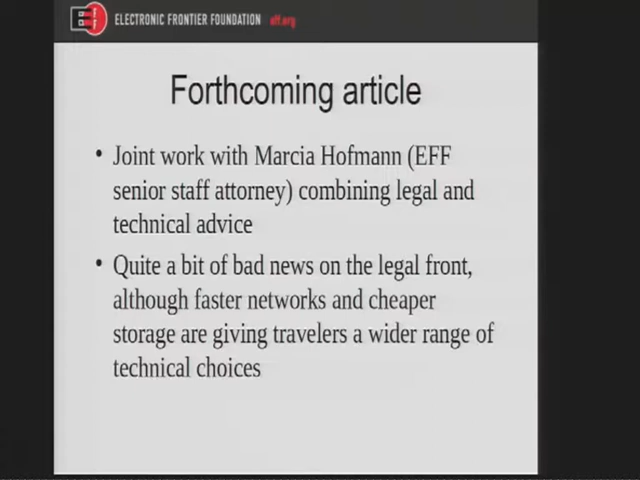 ELECTRONIC FRONTIER FOUNDATION eff.org
Forthcoming article
• Joint work with Marcia Hofmann (EFF
senior staff attorney) combining legal and
technical advice
• Quite a bit of bad news on the legal front,
although faster networks and cheaper
storage are giving travelers a wider range of
technical choices